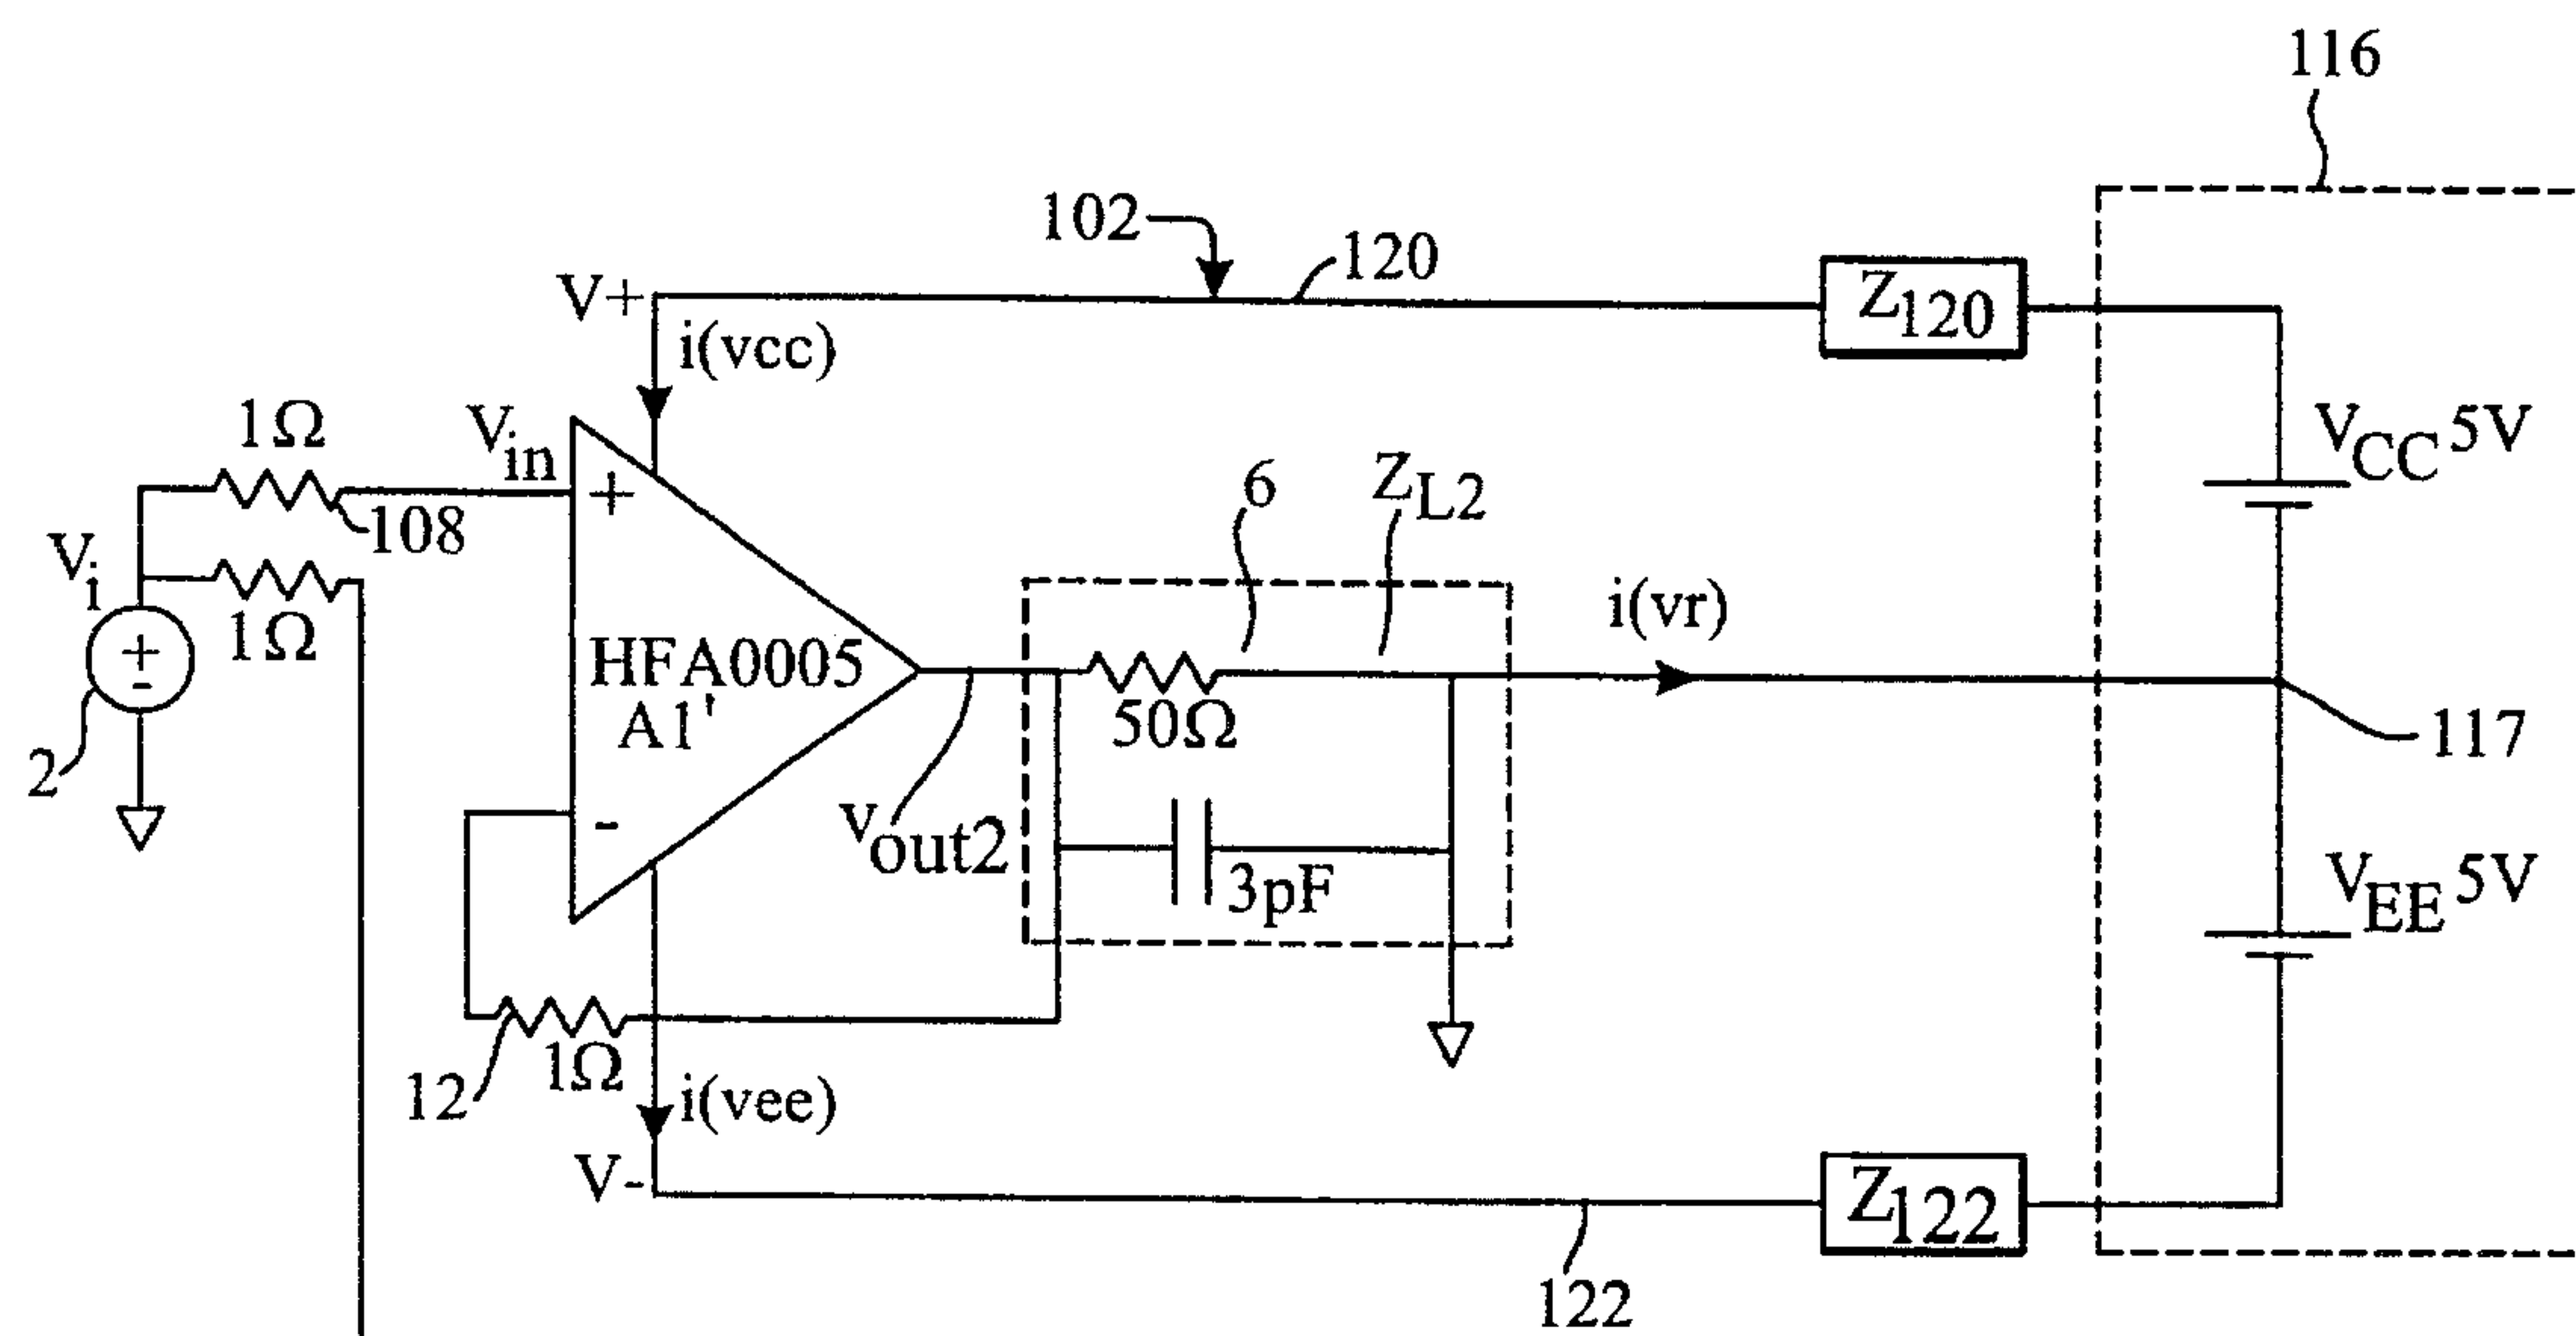 116
102
120
V+
Z120
i(vcc)
VCC 5V
1Ω
Vin
+
108
6
ZL2
Vi
i(vr)
1Ω
+
-
HFA0005
A1'
50Ω
2
117
-
vout2
3pF
VEE 5V
12
1Ω
i(vee)
V-
Z122
122